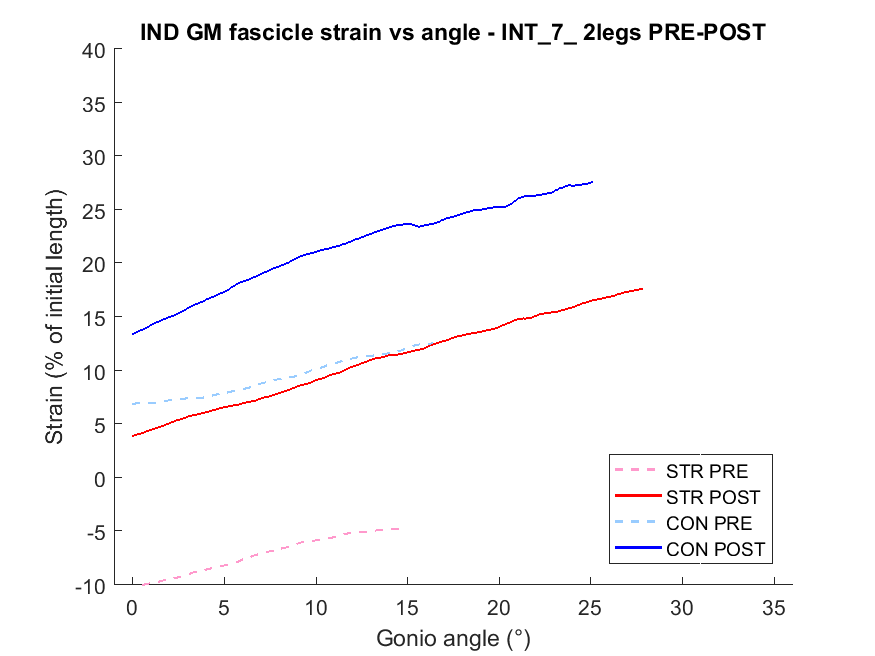 IND GM fascicle strain vs angle - INT_7_ 2legs PRE-POST
40
35
30
25
20
15
10
5
0
-5
-10
Strain (% of initial length)
0 5 10 15 20 25 30 35
Gonio angle (°)
STR PRE
STR POST
CON PRE
CON POST